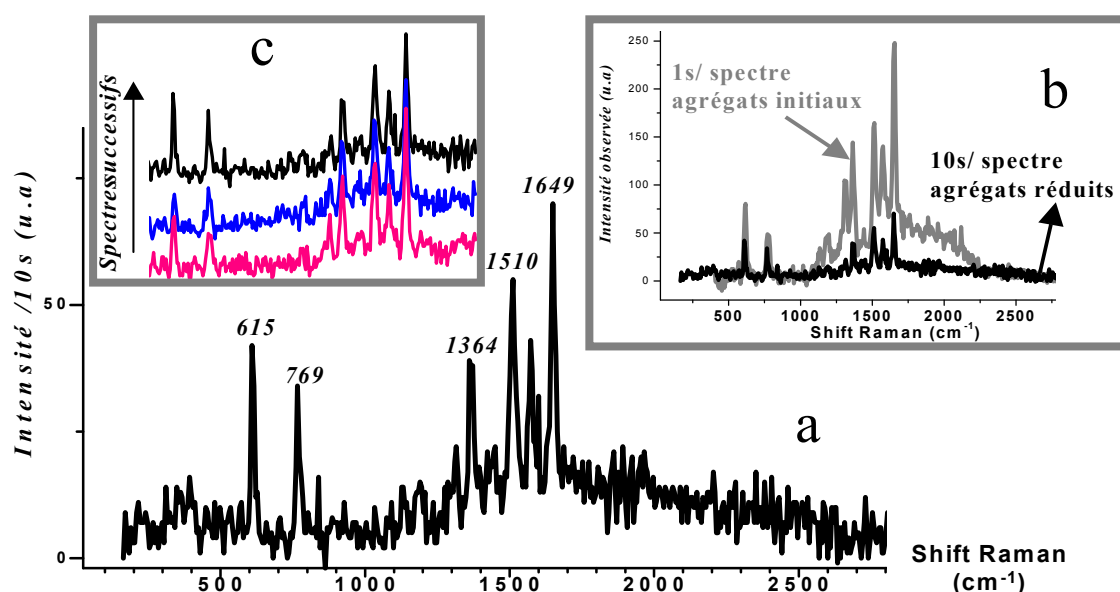 c
Spectressuccessifs
b
Intensité observée (u.a)
250
200
150
100
50
0
1s/ spectre
agrégats initiaux
10s/ spectre
agrégats réduits
500
1000
1500
2000
2500
Shift Raman (cm-1)
a
Intensité /10s (u.a)
50
0
615
769
1364
1510
1649
500
1000
1500
2000
2500
Shift Raman
(cm-1)